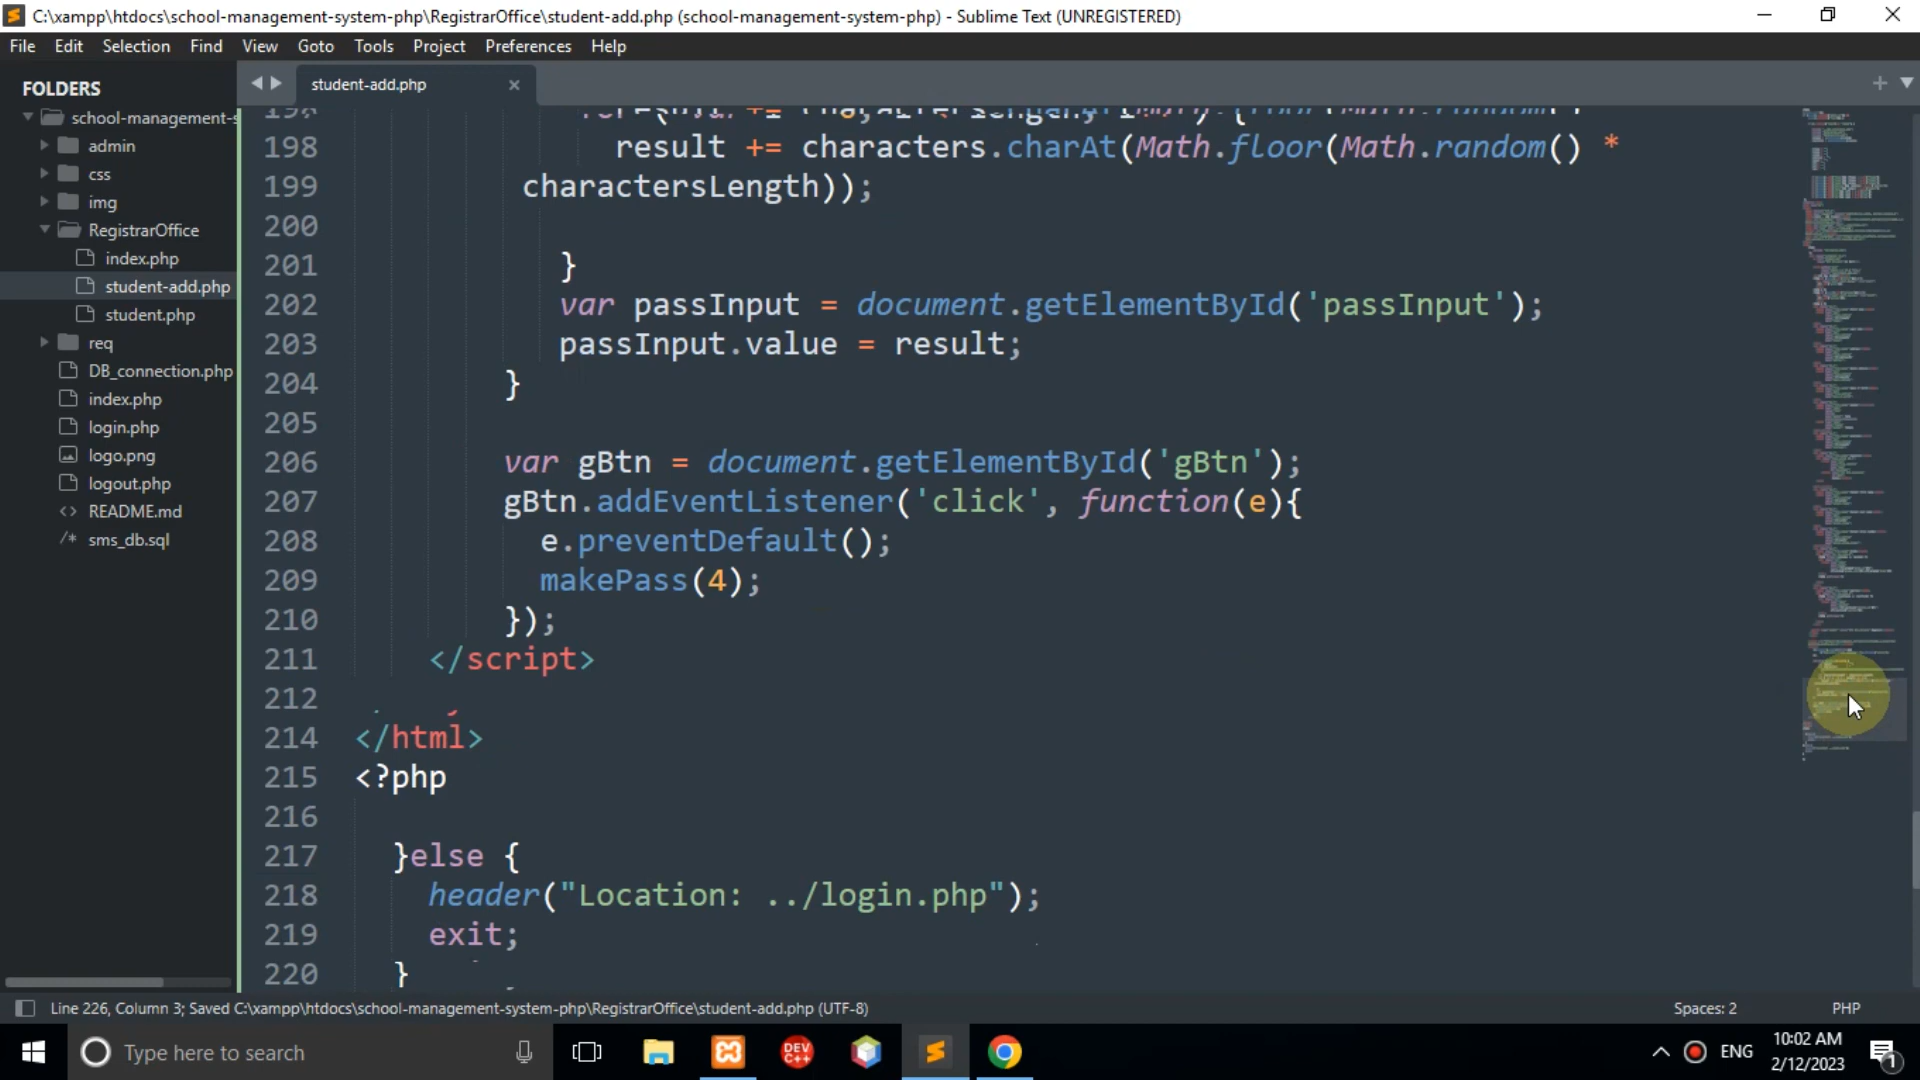 C:\xampp\htdocs\school-management-system-php\RegistrarOffice\student-add.php (school-management-system-php) - Sublime Text (UNREGISTERED)
File Edit Selection Find View Goto Tools Project Preferences Help
FOLDERS
school-management-s
admin
css
img
RegistrarOffice
index.php
student-add.php
student.php
req
DB_connection.php
index.php
login.php
logo.png
logout.php
README.md
sms_db.sql
student-add.php
198 result += characters.charAt(Math.floor(Math.random() *
199 charactersLength));
200
201 }
202 var passInput = document.getElementById('passInput');
203 passInput.value = result;
204 }
205
206 var gBtn = document.getElementById('gBtn');
207 gBtn.addEventListener('click', function(e){
208 e.preventDefault();
209 makePass(4);
210 });
211 </script>
212
214 </html>
215 <?php
216
217 }else {
218 header("Location: ../login.php");
219 exit;
220 }
Line 226, Column 3; Saved C:\xampp\htdocs\school-management-system-php\RegistrarOffice\student-add.php (UTF-8)
Spaces: 2
PHP
Type here to search
DEV
C++
ENG
10:02 AM
2/12/2023
1